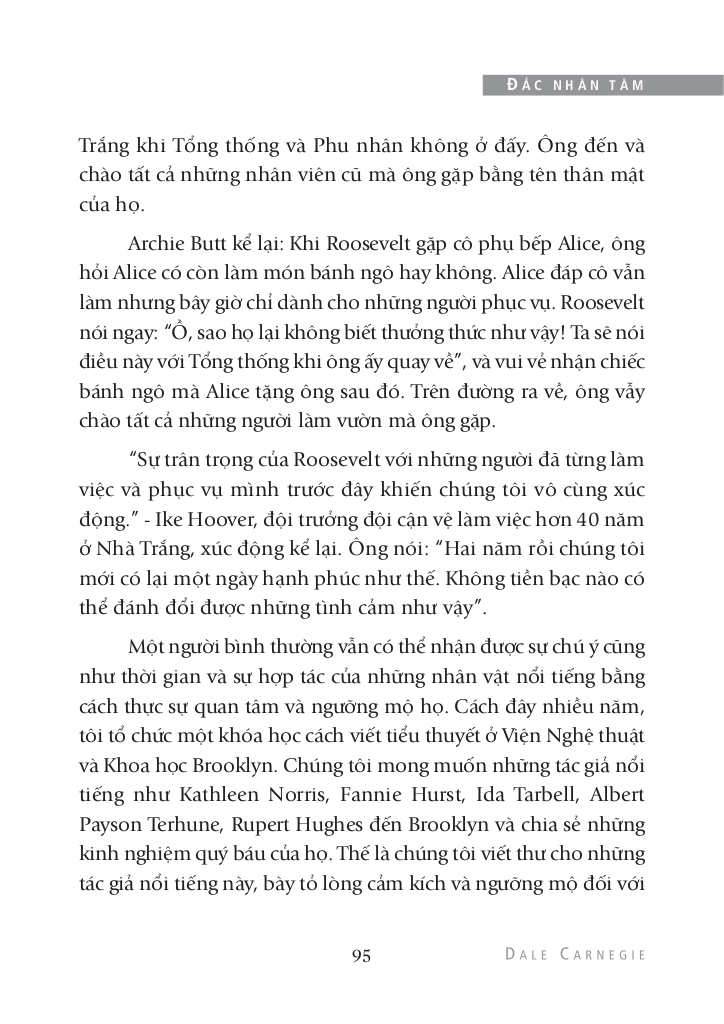 ĐẮC NHÂN TÂM
Trắng khi Tổng thống và Phu nhân không ở đấy. Ông đến và
chào tất cả những nhân viên cũ mà ông gặp bằng tên thân mật
của họ.
Archie Butt kể lại: Khi Roosevelt gặp cô phụ bếp Alice, ông
hỏi Alice có còn làm món bánh ngô hay không. Alice đáp cô vẫn
làm nhưng bây giờ chỉ dành cho những người phục vụ. Roosevelt
nói ngay: “Ồ, sao họ lại không biết thưởng thức như vậy! Ta sẽ nói
điều này với Tổng thống khi ông ấy quay về”, và vui vẻ nhận chiếc
bánh ngô mà Alice tặng ông sau đó. Trên đường ra về, ông vẫy
chào tất cả những người làm vườn mà ông gặp.
“Sự trân trọng của Roosevelt với những người đã từng làm
việc và phục vụ mình trước đây khiến chúng tôi vô cùng xúc
động.” - Ike Hoover, đội trưởng đội cận vệ làm việc hơn 40 năm
ở Nhà Trắng, xúc động kể lại. Ông nói: “Hai năm rồi chúng tôi
mới có lại một ngày hạnh phúc như thế. Không tiền bạc nào có
thể đánh đổi được những tình cảm như vậy”.
Một người bình thường vẫn có thể nhận được sự chú ý cũng
như thời gian và sự hợp tác của những nhân vật nổi tiếng bằng
cách thực sự quan tâm và ngưỡng mộ họ. Cách đây nhiều năm,
tôi tổ chức một khóa học cách viết tiểu thuyết ở Viện Nghệ thuật
và Khoa học Brooklyn. Chúng tôi mong muốn những tác giả nổi
tiếng như Kathleen Norris, Fannie Hurst, Ida Tarbell, Albert
Payson Terhune, Rupert Hughes đến Brooklyn và chia sẻ những
kinh nghiệm quý báu của họ. Thế là chúng tôi viết thư cho những
tác giả nổi tiếng này, bày tỏ lòng cảm kích và ngưỡng mộ đối với
95
DALE CARNEGIE